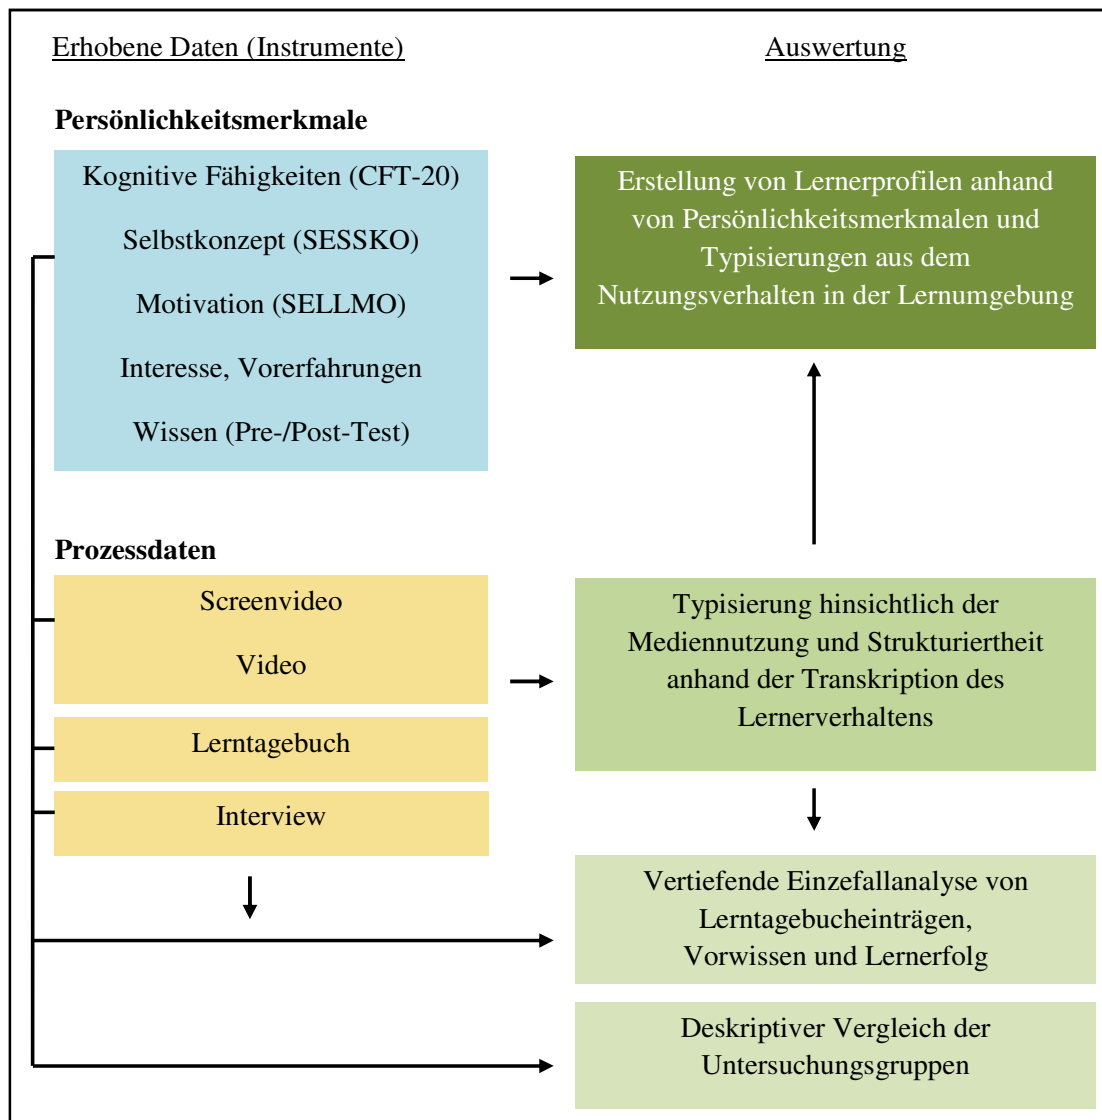 Erhobene Daten (Instrumente)
Auswertung
Persönlichkeitsmerkmale
Kognitive Fähigkeiten (CFT-20)
Selbstkonzept (SESSKO)
Motivation (SELLMO)
Interesse, Vorerfahrungen
Wissen (Pre-/Post-Test)
Erstellung von Lernerprofilen anhand
von Persönlichkeitsmerkmalen und
Typisierungen aus dem
Nutzungsverhalten in der Lernumgebung
Prozessdaten
Screenvideo
Video
Lerntagebuch
Interview
Typisierung hinsichtlich der
Mediennutzung und Strukturiertheit
anhand der Transkription des
Lernerverhaltens
Vertiefende Einzefallanalyse von
Lerntagebucheinträgen,
Vorwissen und Lernerfolg
Deskriptiver Vergleich der
Untersuchungsgruppen